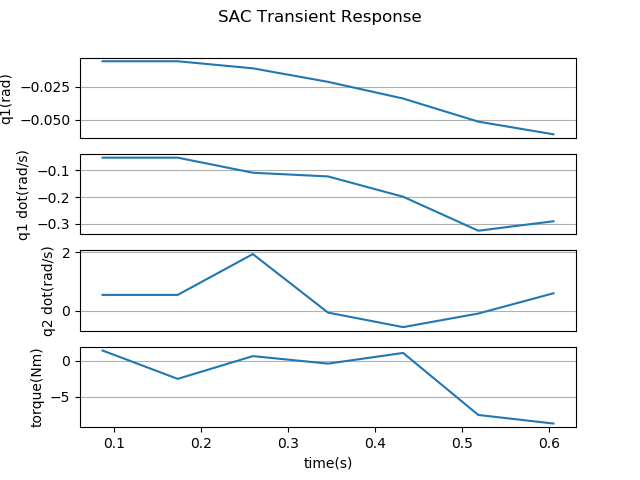 SAC Transient Response
q1(rad)
−0.025
−0.050
q1 dot(rad/s)
−0.1
−0.2
−0.3
q2 dot(rad/s)
2
0
torque(Nm)
0
−5
0.1 0.2 0.3 0.4 0.5 0.6
time(s)